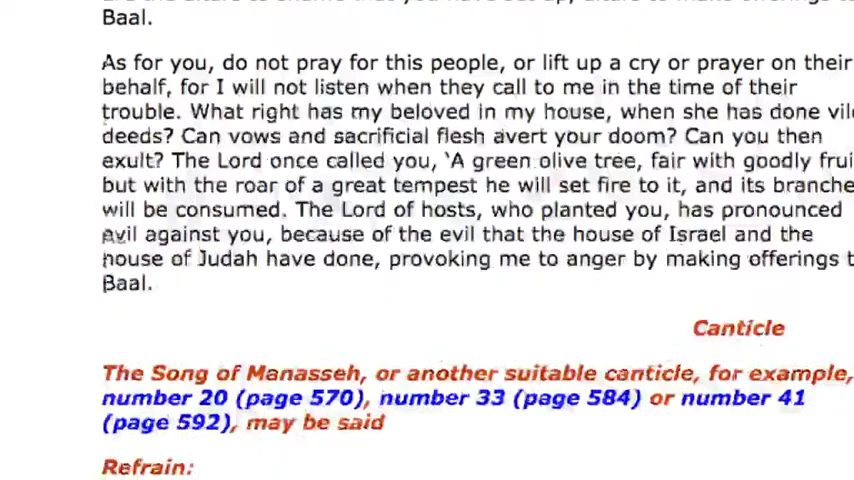 Baal.
As for you, do not pray for this people, or lift up a cry or prayer on their
behalf, for I will not listen when they call to me in the time of their
trouble. What right has my beloved in my house, when she has done vile
deeds? Can vows and sacrificial flesh avert your doom? Can you then
exult? The Lord once called you, ‘A green olive tree, fair with goodly frui
but with the roar of a great tempest he will set fire to it, and its branche
will be consumed. The Lord of hosts, who planted you, has pronounced
evil against you, because of the evil that the house of Israel and the
house of Judah have done, provoking me to anger by making offerings t
Baal.
Canticle
The Song of Manasseh, or another suitable canticle, for example,
number 20 (page 570), number 33 (page 584) or number 41
(page 592), may be said
Refrain: